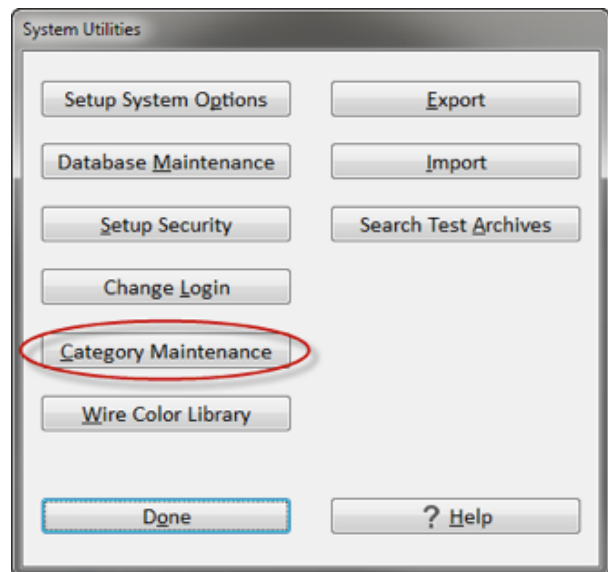 System Utilities
Setup System Options
Export
Database Maintenance
Import
Setup Security
Search Test Archives
Change Login
Category Maintenance
Wire Color Library
Done
? Help